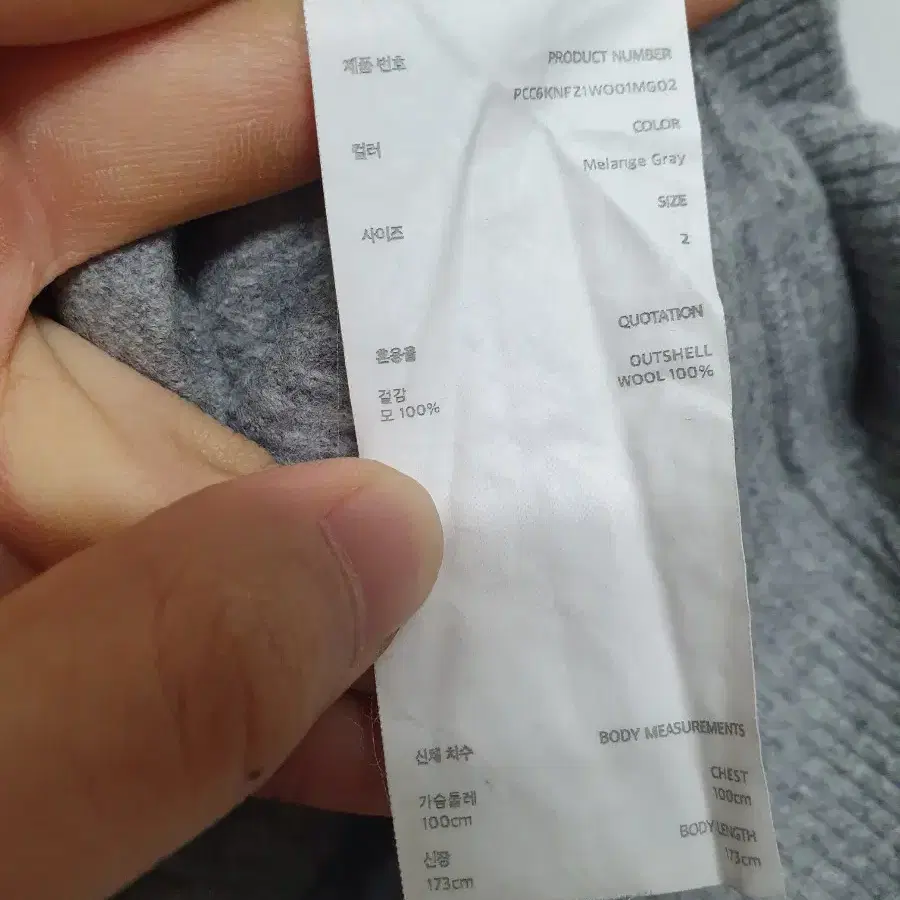 제품 번호
PRODUCT NUMBER
PCC6KNFZ1WO01MG02
컬러
COLOR
Melange Gray
사이즈
SIZE
2
혼용율
QUOTATION
겉감
모 100%
OUTSHELL
WOOL 100%
신체 치수
BODY MEASUREMENTS
가슴둘레
100cm
CHEST
100cm
신장
173cm
BODY LENGTH
173cm